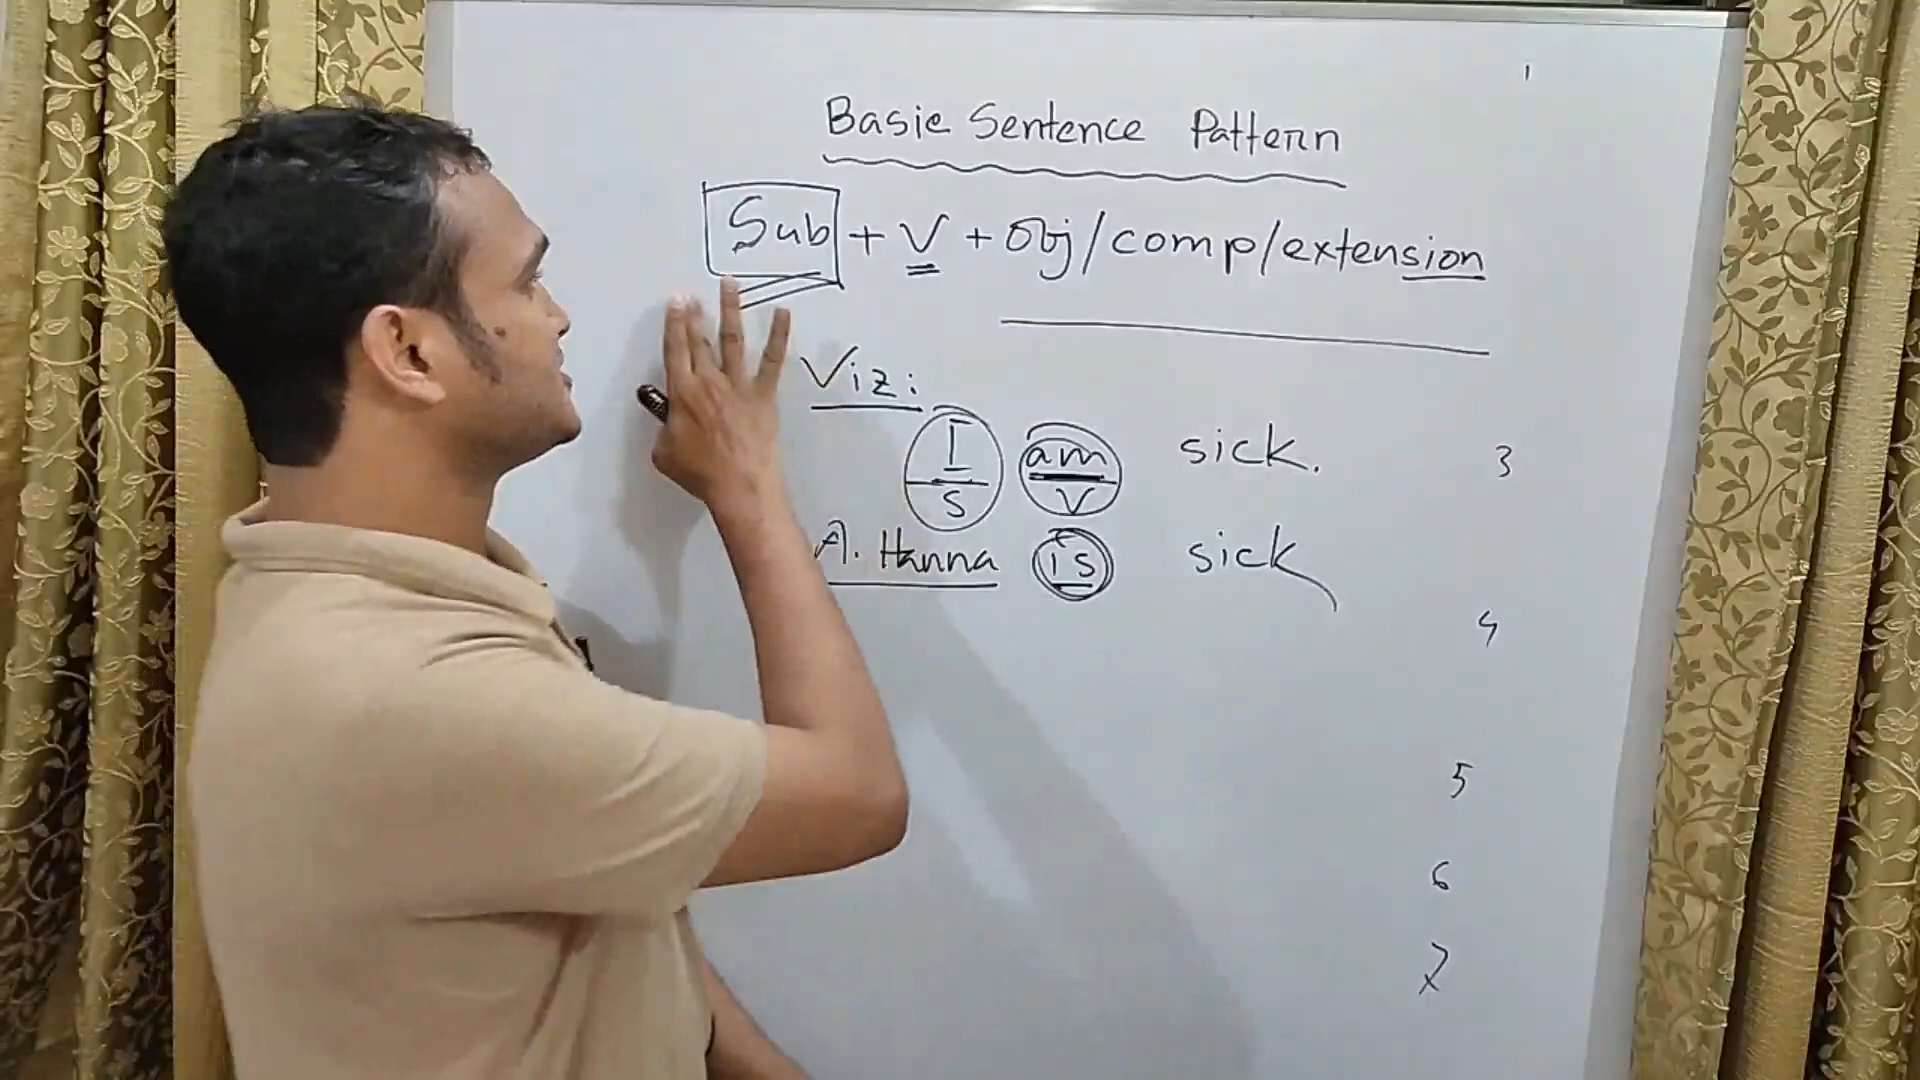 Basic Sentence Pattern
Sub + V + Obj/comp/extension
Viz:
I am sick. 3
S V
A. Hanna is sick
4
5
6
7